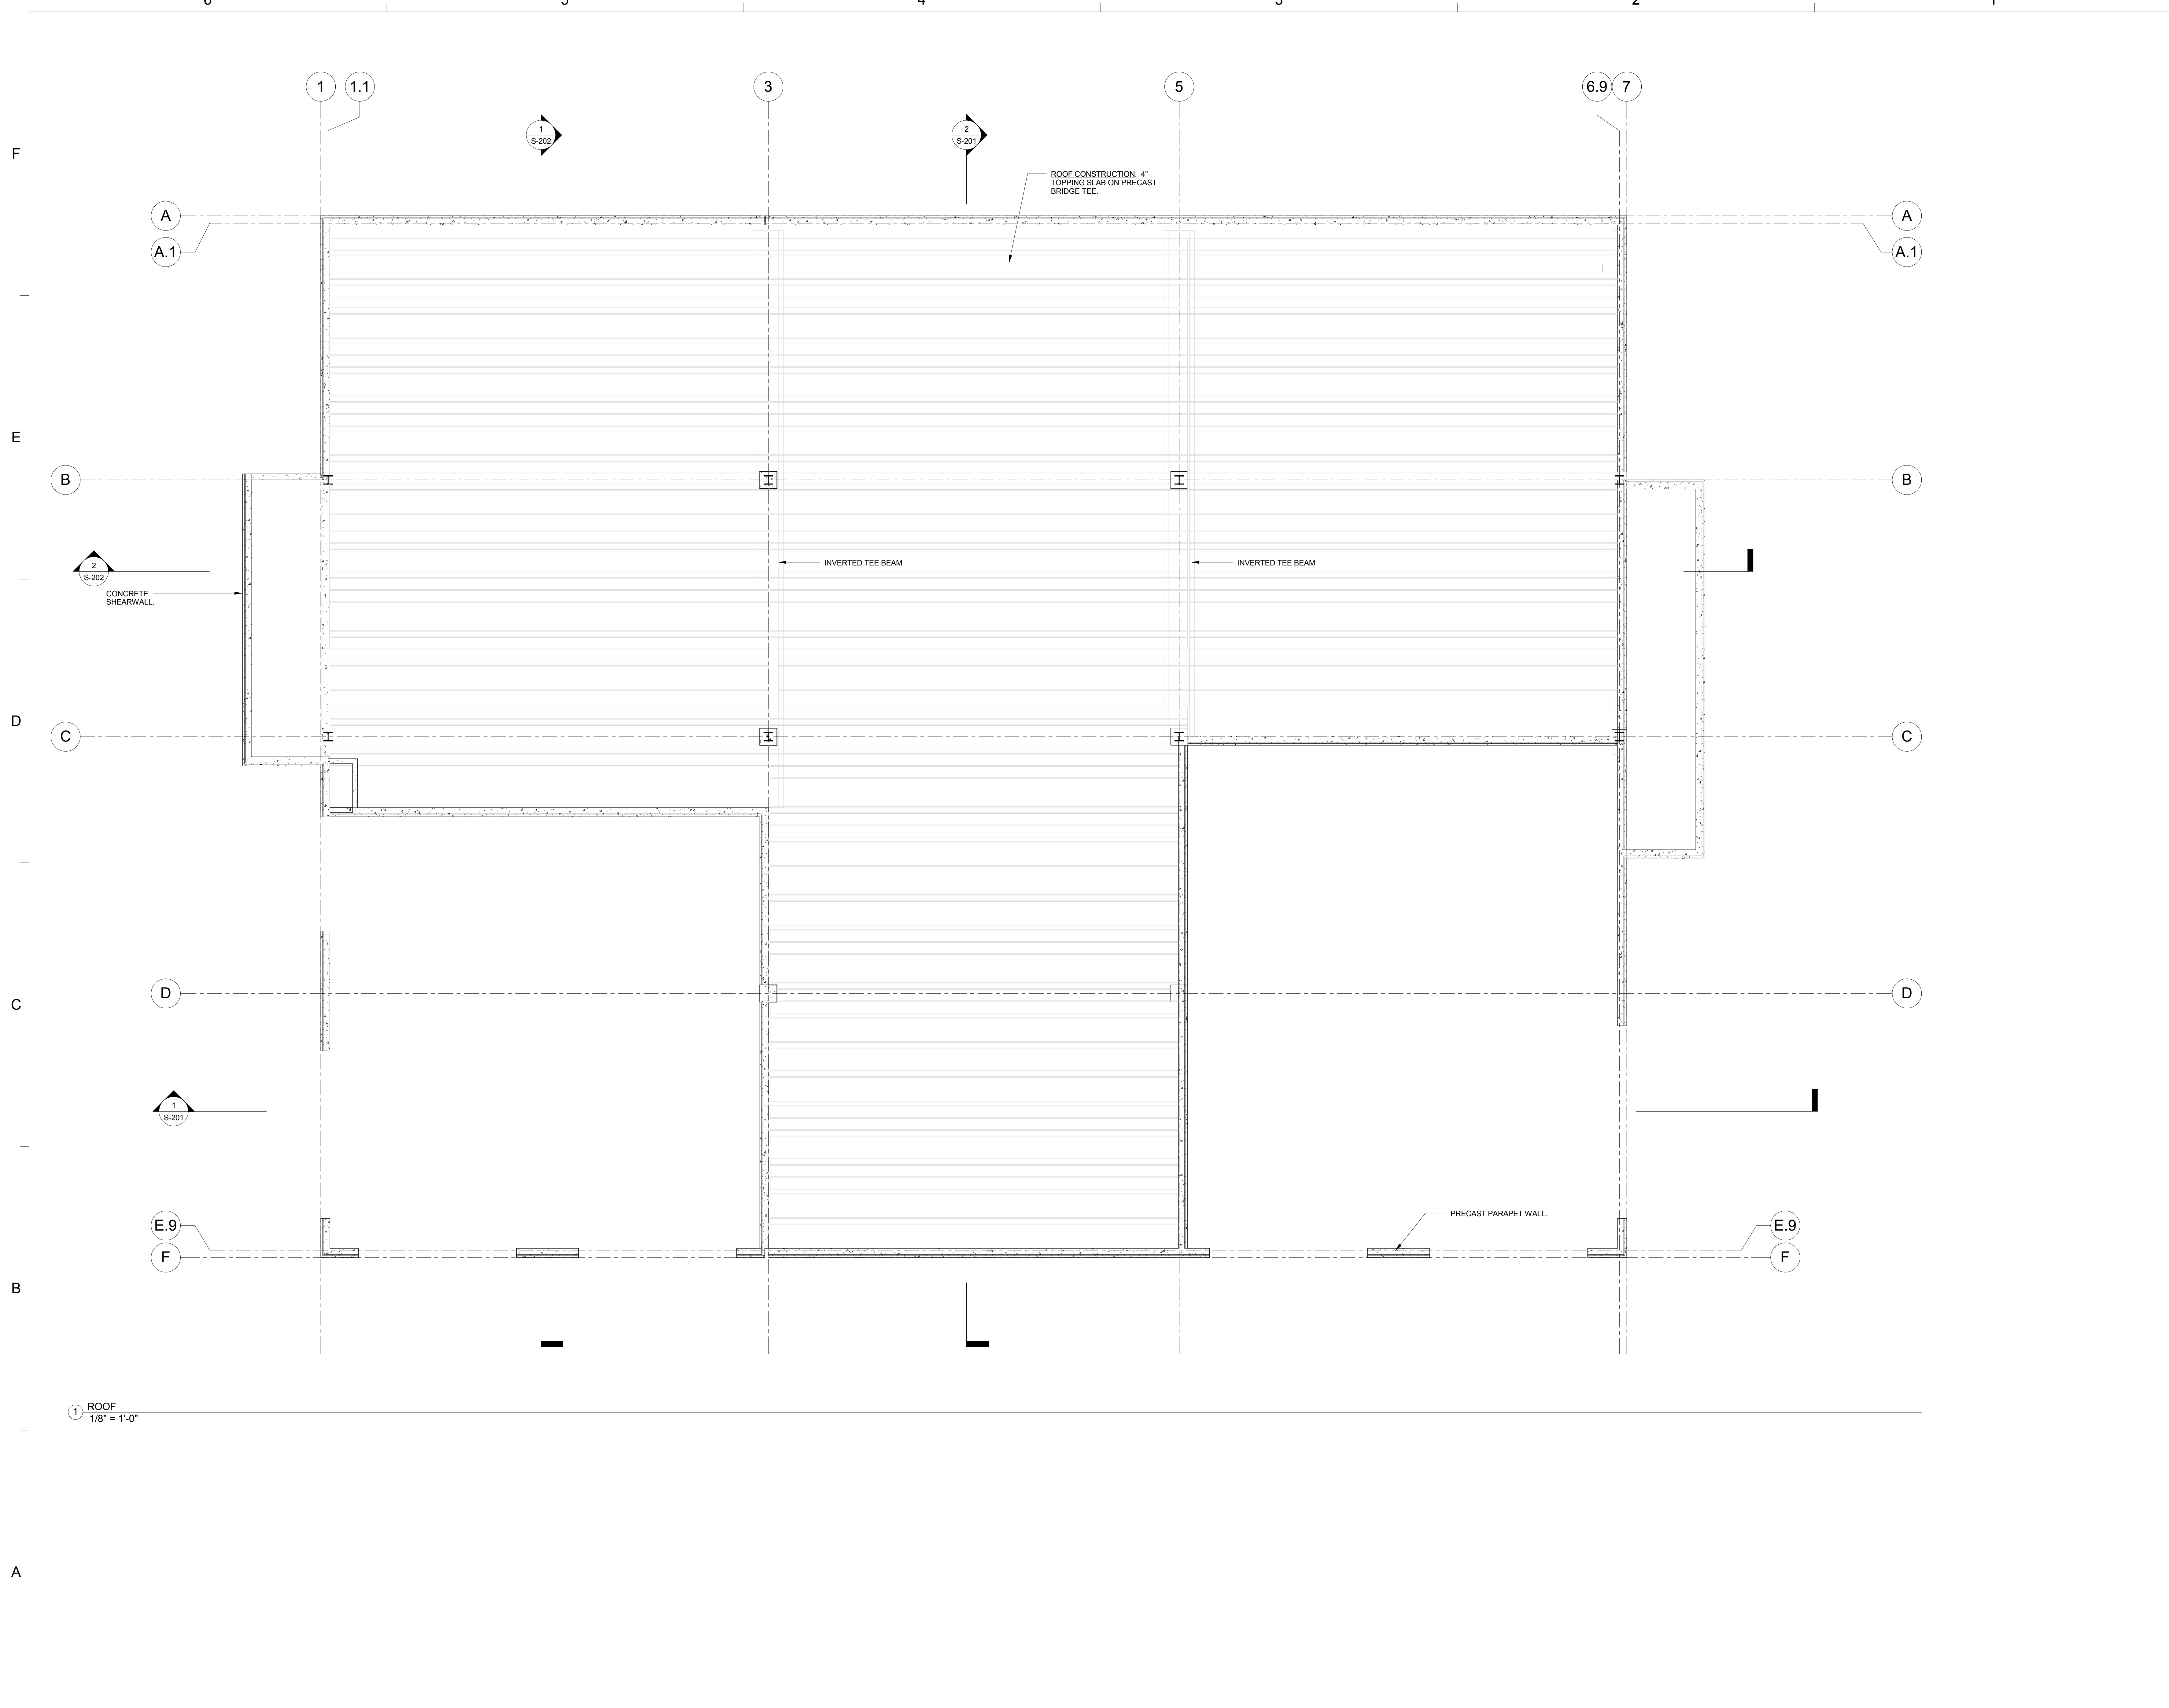 6 5 4 3 2 1
1 1.1 3 5 6.9 7
1
S-202
2
S-201
F
ROOF CONSTRUCTION:  4"
TOPPING SLAB ON PRECAST
BRIDGE TEE.
A A
A.1 A.1
E
B B
INVERTED TEE BEAM INVERTED TEE BEAM
2
S-202
CONCRETE
SHEARWALL.
D
C C
D D
C
1
S-201
PRECAST PARAPET WALL.
E.9 E.9
F F
B
1 ROOF
1/8" = 1'-0"
A